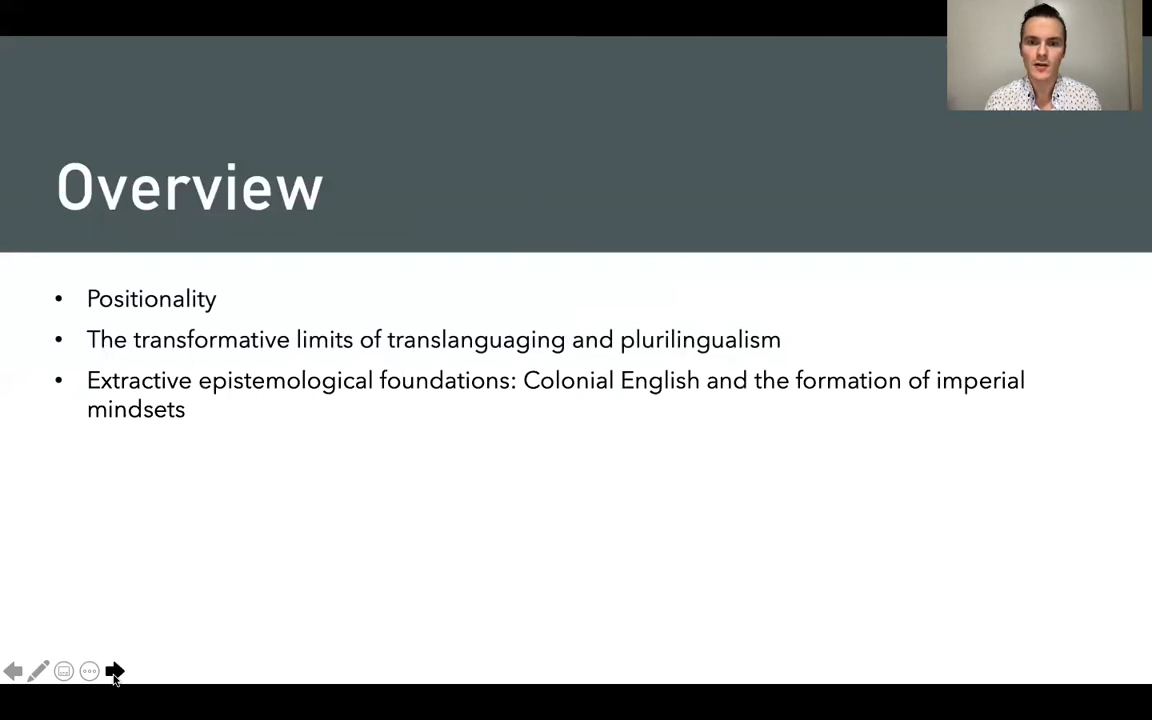 Overview
• Positionality
• The transformative limits of translanguaging and plurilingualism
• Extractive epistemological foundations: Colonial English and the formation of imperial
mindsets